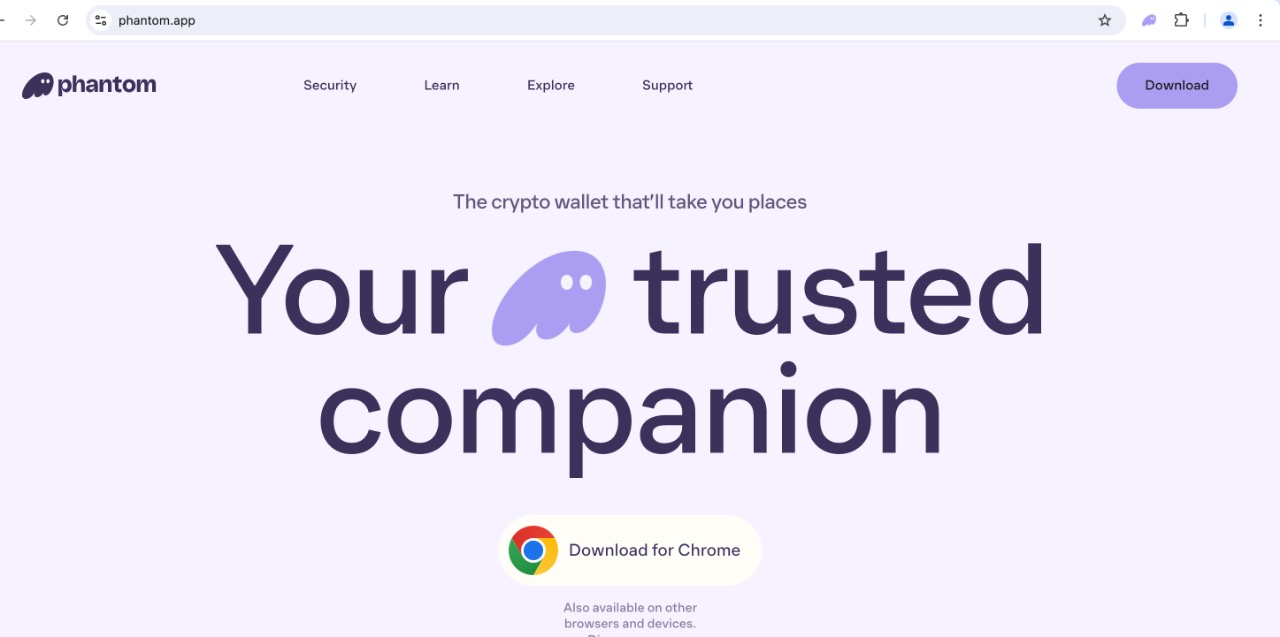 phantom.app
phantom
Security
Learn
Explore
Support
Download
The crypto wallet that'll take you places
Your trusted
companion
Download for Chrome
Also available on other
browsers and devices.